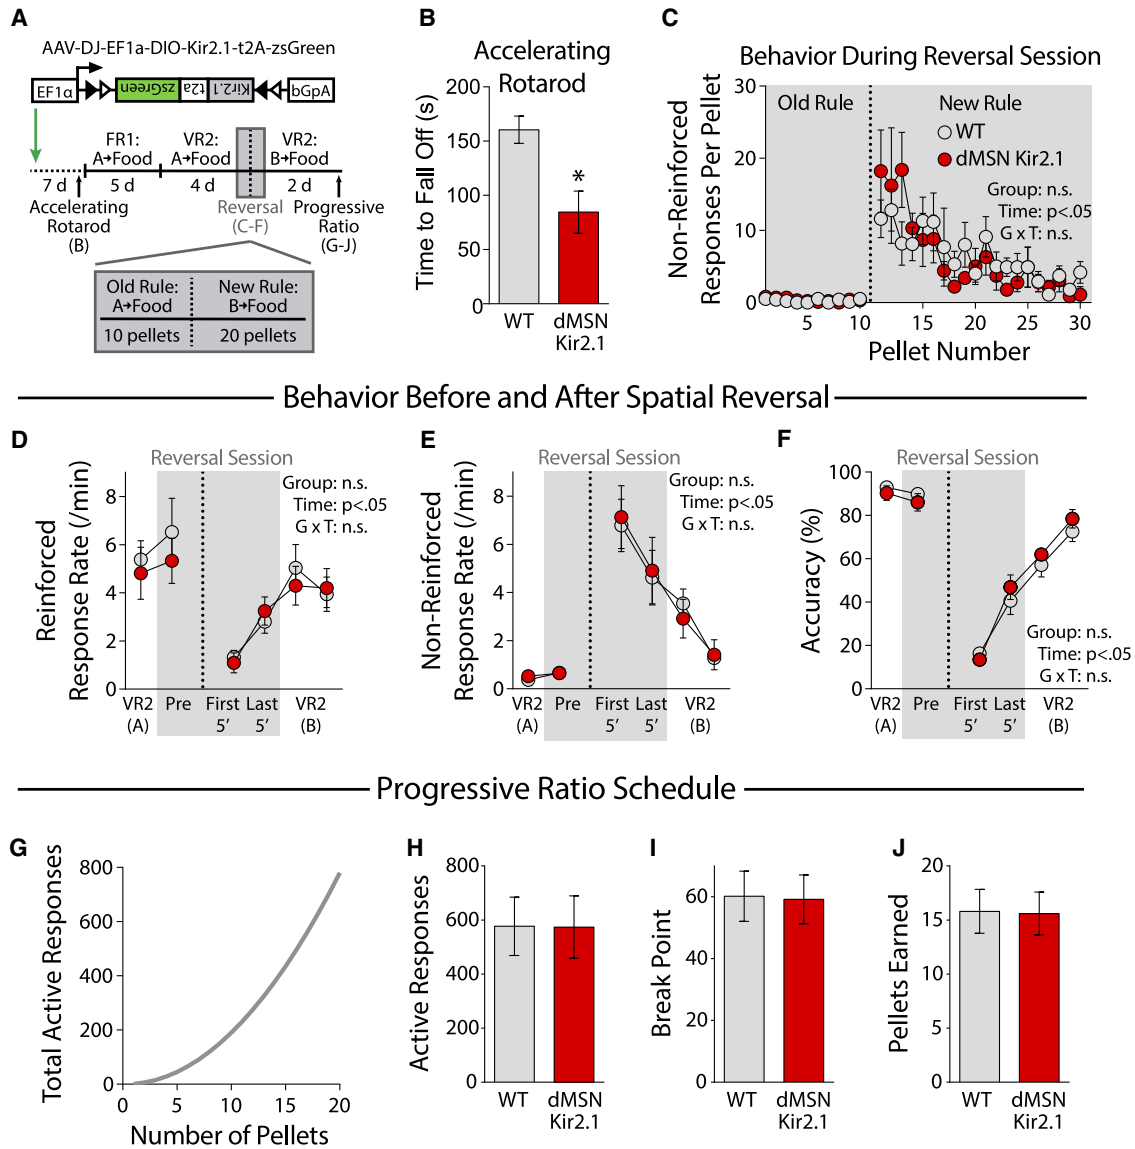 A
AAV-DJ-EF1a-DIO-Kir2.1-t2A-zsGreen
EF1α
zsGreen
t2a
Kir2.1
bGpA
FR1:
A→Food
VR2:
A→Food
VR2:
B→Food
7 d
5 d
4 d
2 d
Accelerating
Rotarod
(B)
Reversal
(C-F)
Progressive
Ratio
(G-J)
Old Rule:
A→Food
New Rule:
B→Food
10 pellets
20 pellets
B
Accelerating
Rotarod
Time to Fall Off (s)
200
150
100
50
0
*
WT
dMSN
Kir2.1
C
Behavior During Reversal Session
Non-Reinforced
Responses Per Pellet
30
20
10
0
Old Rule
New Rule
WT
dMSN Kir2.1
Group: n.s.
Time: p<.05
G x T: n.s.
5
10
15
20
25
30
Pellet Number
Behavior Before and After Spatial Reversal
D
Reversal Session
Reinforced
Response Rate (/min)
8
6
4
2
0
Group: n.s.
Time: p<.05
G x T: n.s.
VR2
(A)
Pre
First
5'
Last
5'
VR2
(B)
E
Reversal Session
Non-Reinforced
Response Rate (/min)
8
6
4
2
0
Group: n.s.
Time: p<.05
G x T: n.s.
VR2
(A)
Pre
First
5'
Last
5'
VR2
(B)
F
Reversal Session
Accuracy (%)
100
80
60
40
20
0
Group: n.s.
Time: p<.05
G x T: n.s.
VR2
(A)
Pre
First
5'
Last
5'
VR2
(B)
Progressive Ratio Schedule
G
Total Active Responses
800
600
400
200
0
0
5
10
15
20
Number of Pellets
H
Active Responses
800
600
400
200
0
WT
dMSN
Kir2.1
I
Break Point
60
40
20
0
WT
dMSN
Kir2.1
J
Pellets Earned
20
15
10
5
0
WT
dMSN
Kir2.1